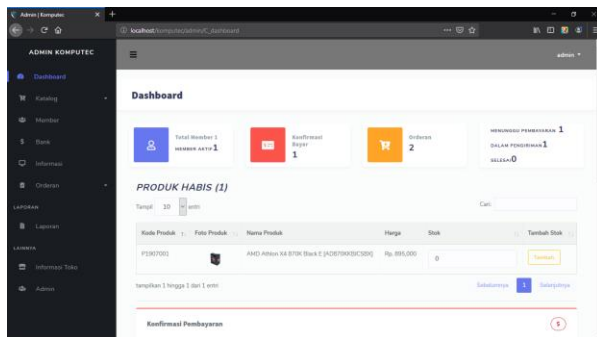 Admin | Komputec
localhost/komputec/admin/C_dashboard
ADMIN KOMPUTEC
admin
Dashboard
Katalog
Member
$ Bank
Informasi
Orderan
LAPORAN
Laporan
LAINNYA
Informasi Toko
Admin
Dashboard
Total Member 1
MEMBER AKTIF 1
Konfirmasi
Bayar
1
Orderan
2
MENUNGGU PEMBAYARAN 1
DALAM PENGIRIMAN 1
SELESAI 0
PRODUK HABIS (1)
Tampil 10 entri
Cari:
Kode Produk Foto Produk Nama Produk Harga Stok Tambah Stok
P1907001 AMD Athlon X4 870K Rp. 895,000 0 Tambah
tampilkan 1 hingga 1 dari 1 entri
Sebelumnya 1 Selanjutnya
Konfirmasi Pembayaran
$